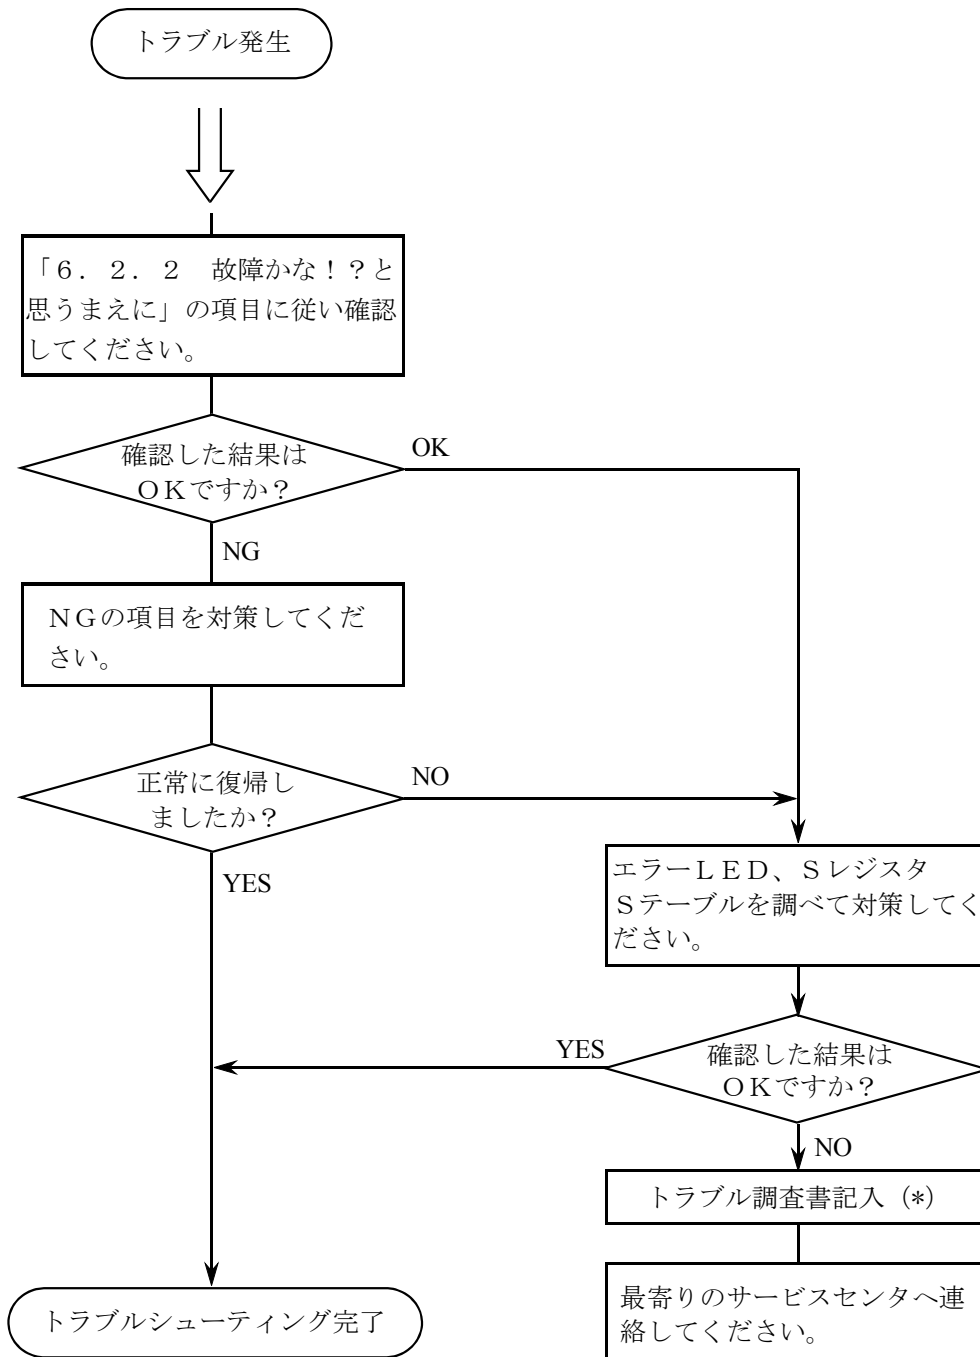 トラブル発生
「６．２．２　故障かな！？と
思うまえに」の項目に従い確認
してください。
確認した結果は
ＯＫですか？
OK
NG
ＮＧの項目を対策してくだ
さい。
正常に復帰し
ましたか？
NO
YES
エラーＬＥＤ、Ｓレジスタ
Ｓテーブルを調べて対策してく
ださい。
確認した結果は
ＯＫですか？
YES
NO
トラブル調査書記入 (*)
最寄りのサービスセンタへ連
絡してください。
トラブルシューティング完了